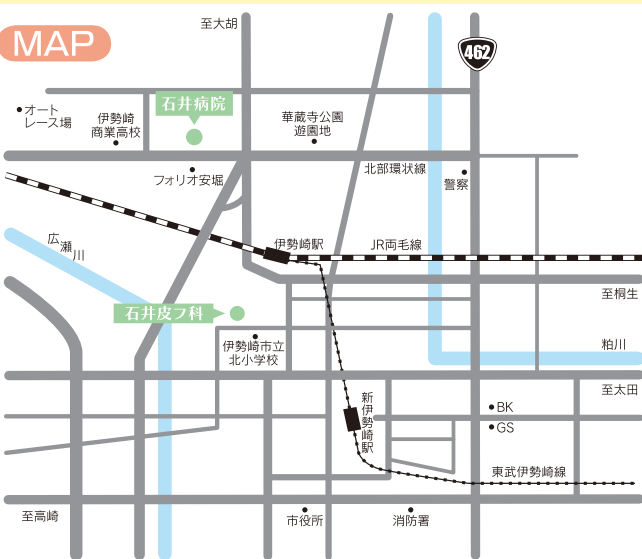 至大胡
MAP
462
石井病院
オート
レース場
伊勢崎
商業高校
華蔵寺公園
遊園地
フォリオ安堀
北部環状線
警察
広瀬川
伊勢崎駅
JR両毛線
至桐生
石井皮フ科
伊勢崎市立
北小学校
粕川
至太田
新伊勢崎駅
BK
GS
東武伊勢崎線
至高崎
市役所
消防署